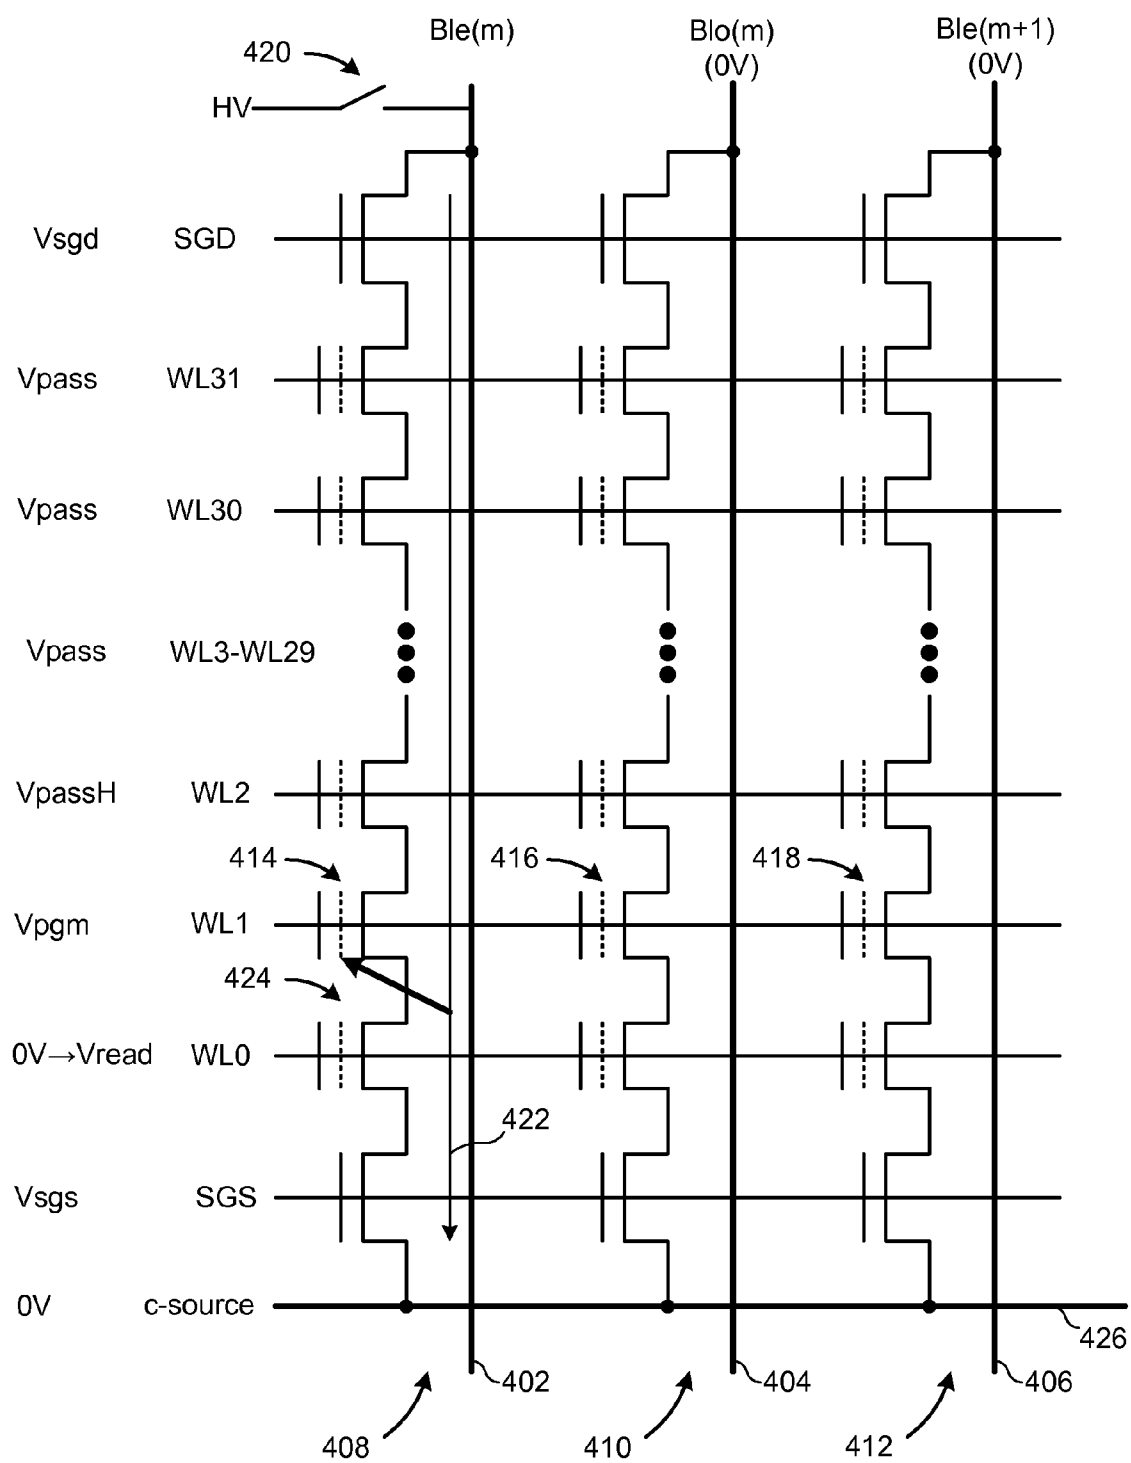 Ble(m) Blo(m) Ble(m+1)
420 (0V) (0V)
HV
Vsgd SGD
Vpass WL31
Vpass WL30
Vpass WL3-WL29
VpassH WL2
414 416 418
Vpgm WL1
424
0V→Vread WL0
422
Vsgs SGS
0V c-source
426
402 404 406
408 410 412